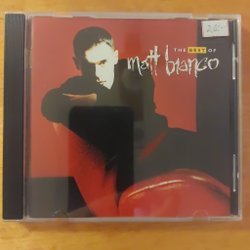 THE BEST OF
matt bianco